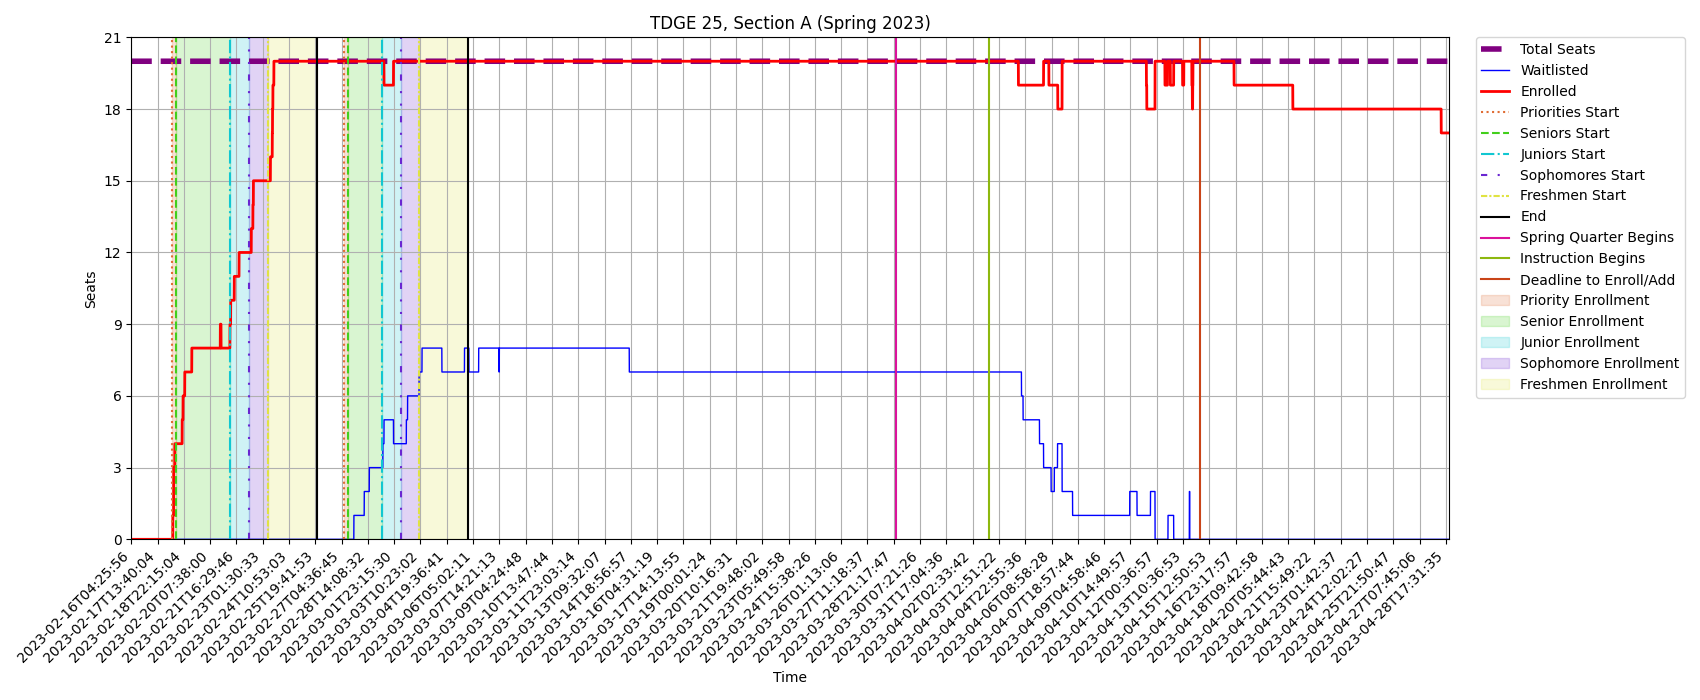 TDGE 25, Section A (Spring 2023)
21
18
15
12
9
6
3
0
Seats
2023-02-16T04:25:56
2023-02-17T13:40:04
2023-02-18T22:15:04
2023-02-20T07:38:00
2023-02-21T16:29:46
2023-02-23T01:30:33
2023-02-24T10:53:03
2023-02-25T19:41:53
2023-02-27T04:36:45
2023-02-28T14:08:32
2023-03-01T23:15:30
2023-03-03T10:23:02
2023-03-04T19:36:41
2023-03-06T05:02:11
2023-03-07T14:21:13
2023-03-09T04:24:48
2023-03-10T13:47:44
2023-03-11T23:03:14
2023-03-13T09:32:07
2023-03-14T18:56:57
2023-03-16T04:31:19
2023-03-17T14:13:55
2023-03-19T00:01:24
2023-03-20T10:16:31
2023-03-21T19:48:02
2023-03-23T05:49:58
2023-03-24T15:38:26
2023-03-26T01:13:06
2023-03-27T11:18:37
2023-03-28T21:17:47
2023-03-30T07:21:26
2023-03-31T17:04:36
2023-04-02T02:33:42
2023-04-03T12:51:22
2023-04-04T22:55:36
2023-04-06T08:58:28
2023-04-07T18:57:44
2023-04-09T04:58:46
2023-04-10T14:49:57
2023-04-12T00:36:57
2023-04-13T10:36:53
2023-04-15T12:50:53
2023-04-16T23:17:57
2023-04-18T09:42:58
2023-04-20T05:44:43
2023-04-21T15:49:22
2023-04-23T01:42:37
2023-04-24T12:02:27
2023-04-25T21:50:47
2023-04-27T07:45:06
2023-04-28T17:31:35
Time
Total Seats
Waitlisted
Enrolled
Priorities Start
Seniors Start
Juniors Start
Sophomores Start
Freshmen Start
End
Spring Quarter Begins
Instruction Begins
Deadline to Enroll/Add
Priority Enrollment
Senior Enrollment
Junior Enrollment
Sophomore Enrollment
Freshmen Enrollment